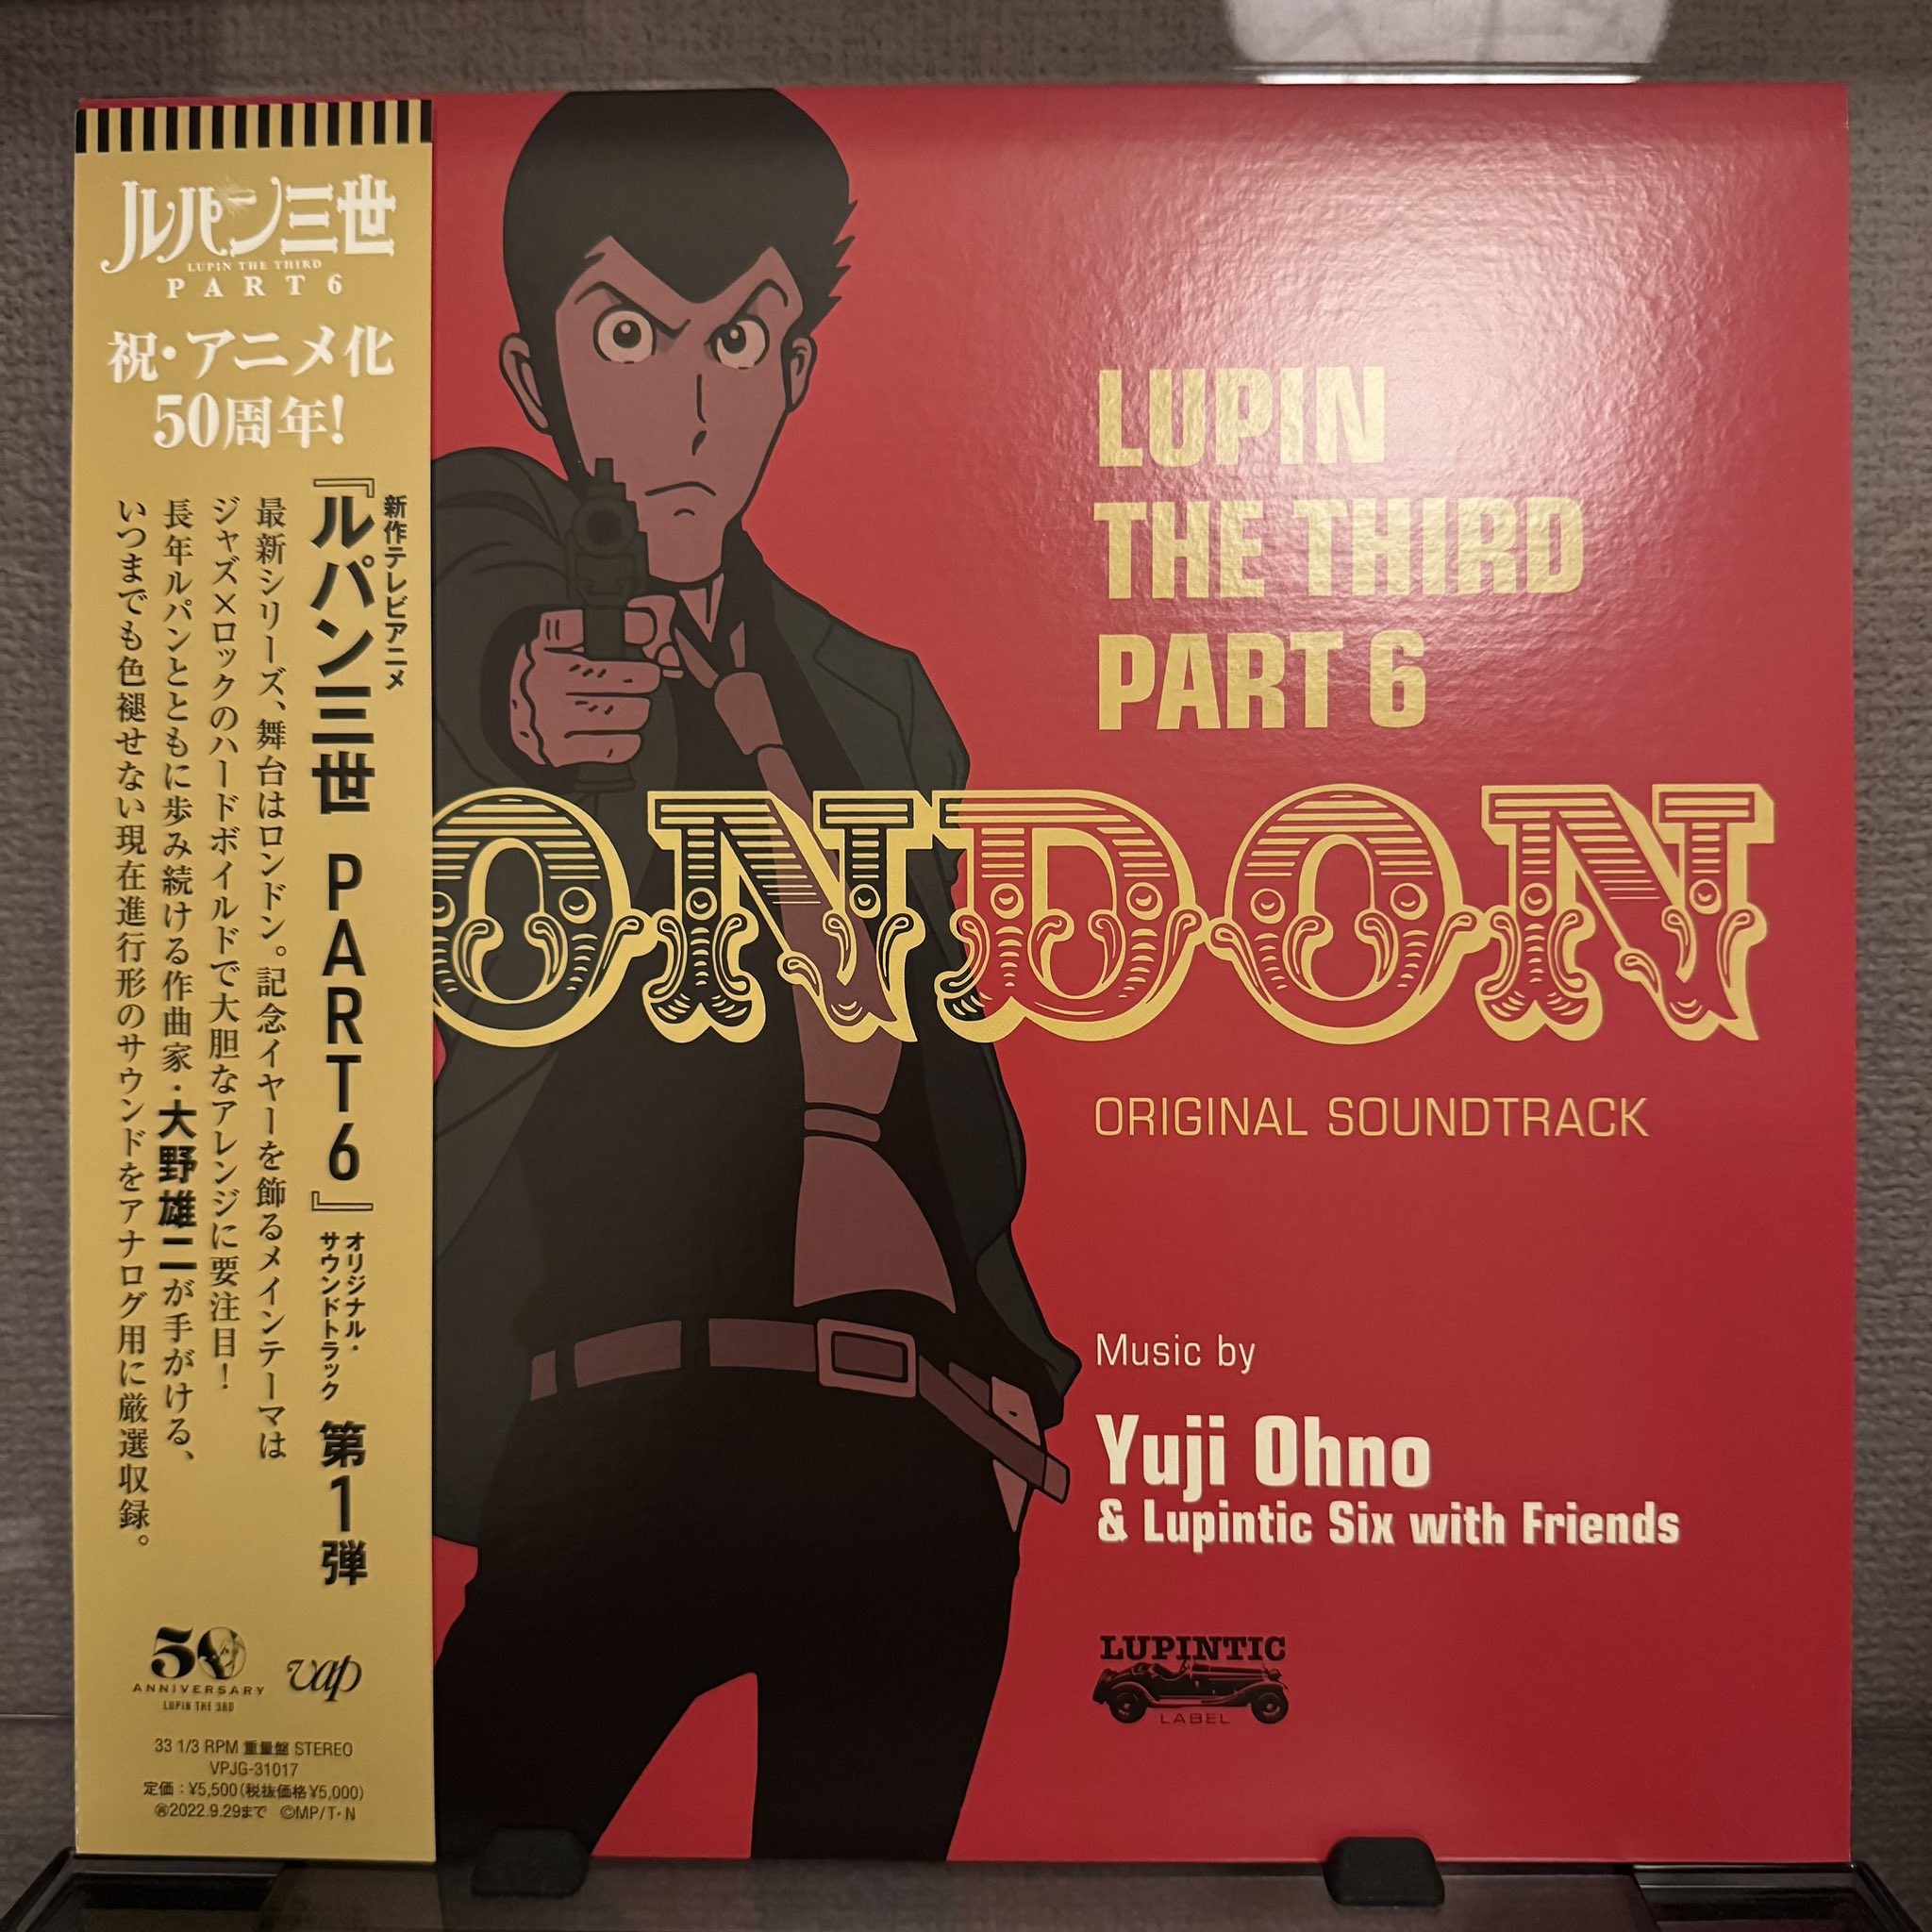 ルパン三世
LUPIN THE THIRD
PART 6
祝・アニメ化
50周年!
新作テレビアニメ
『ルパン三世 PART6』
オリジナル・
サウンドトラック
第1弾
最新シリーズ、舞台はロンドン。記念イヤーを飾るメインテーマは
ジャズ×ロックのハードボイルドで大胆なアレンジに要注目!
長年ルパンとともに歩み続ける作曲家・大野雄二が手がける、
いつまでも色褪せない現在進行形のサウンドをアナログ用に厳選収録。
50
ANNIVERSARY
LUPIN THE 3RD
vap
33 1/3 RPM 重量盤 STEREO
VPJG-31017
定価:¥5,500(税抜価格¥5,000)
㊗2022.9.29まで ©MP/T・N
LUPIN
THE THIRD
PART 6
ONDON
ORIGINAL SOUNDTRACK
Music by
Yuji Ohno
& Lupintic Six with Friends
LUPINTIC
LABEL